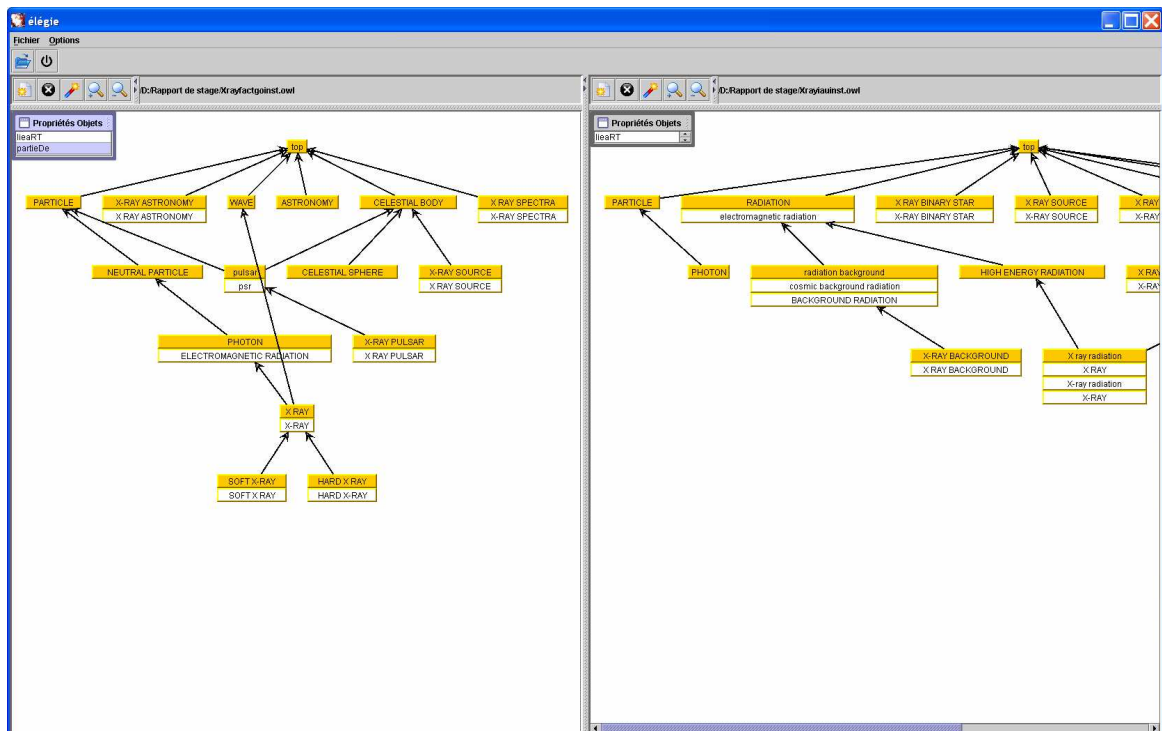 élégie
Fichier Options
/D:/Rapport de stage/Xrayfactgoinst.owl
Propriétés Objets
lieaRT
partieDe
top
PARTICLE
X-RAY ASTRONOMY
X RAY ASTRONOMY
WAVE
ASTRONOMY
CELESTIAL BODY
X RAY SPECTRA
X-RAY SPECTRA
NEUTRAL PARTICLE
pulsar
psr
CELESTIAL SPHERE
X-RAY SOURCE
X RAY SOURCE
PHOTON
ELECTROMAGNETIC RADIATION
X-RAY PULSAR
X RAY PULSAR
X RAY
X-RAY
SOFT X-RAY
SOFT X RAY
HARD X RAY
HARD X-RAY
/D:/Rapport de stage/Xrayiauinst.owl
Propriétés Objets
lieaRT
top
PARTICLE
RADIATION
electromagnetic radiation
X RAY BINARY STAR
X-RAY BINARY STAR
X RAY SOURCE
X-RAY SOURCE
X RAY
X-RAY
PHOTON
radiation background
cosmic background radiation
BACKGROUND RADIATION
HIGH ENERGY RADIATION
X RAY
X-RAY
X-RAY BACKGROUND
X RAY BACKGROUND
X ray radiation
X RAY
X-ray radiation
X-RAY